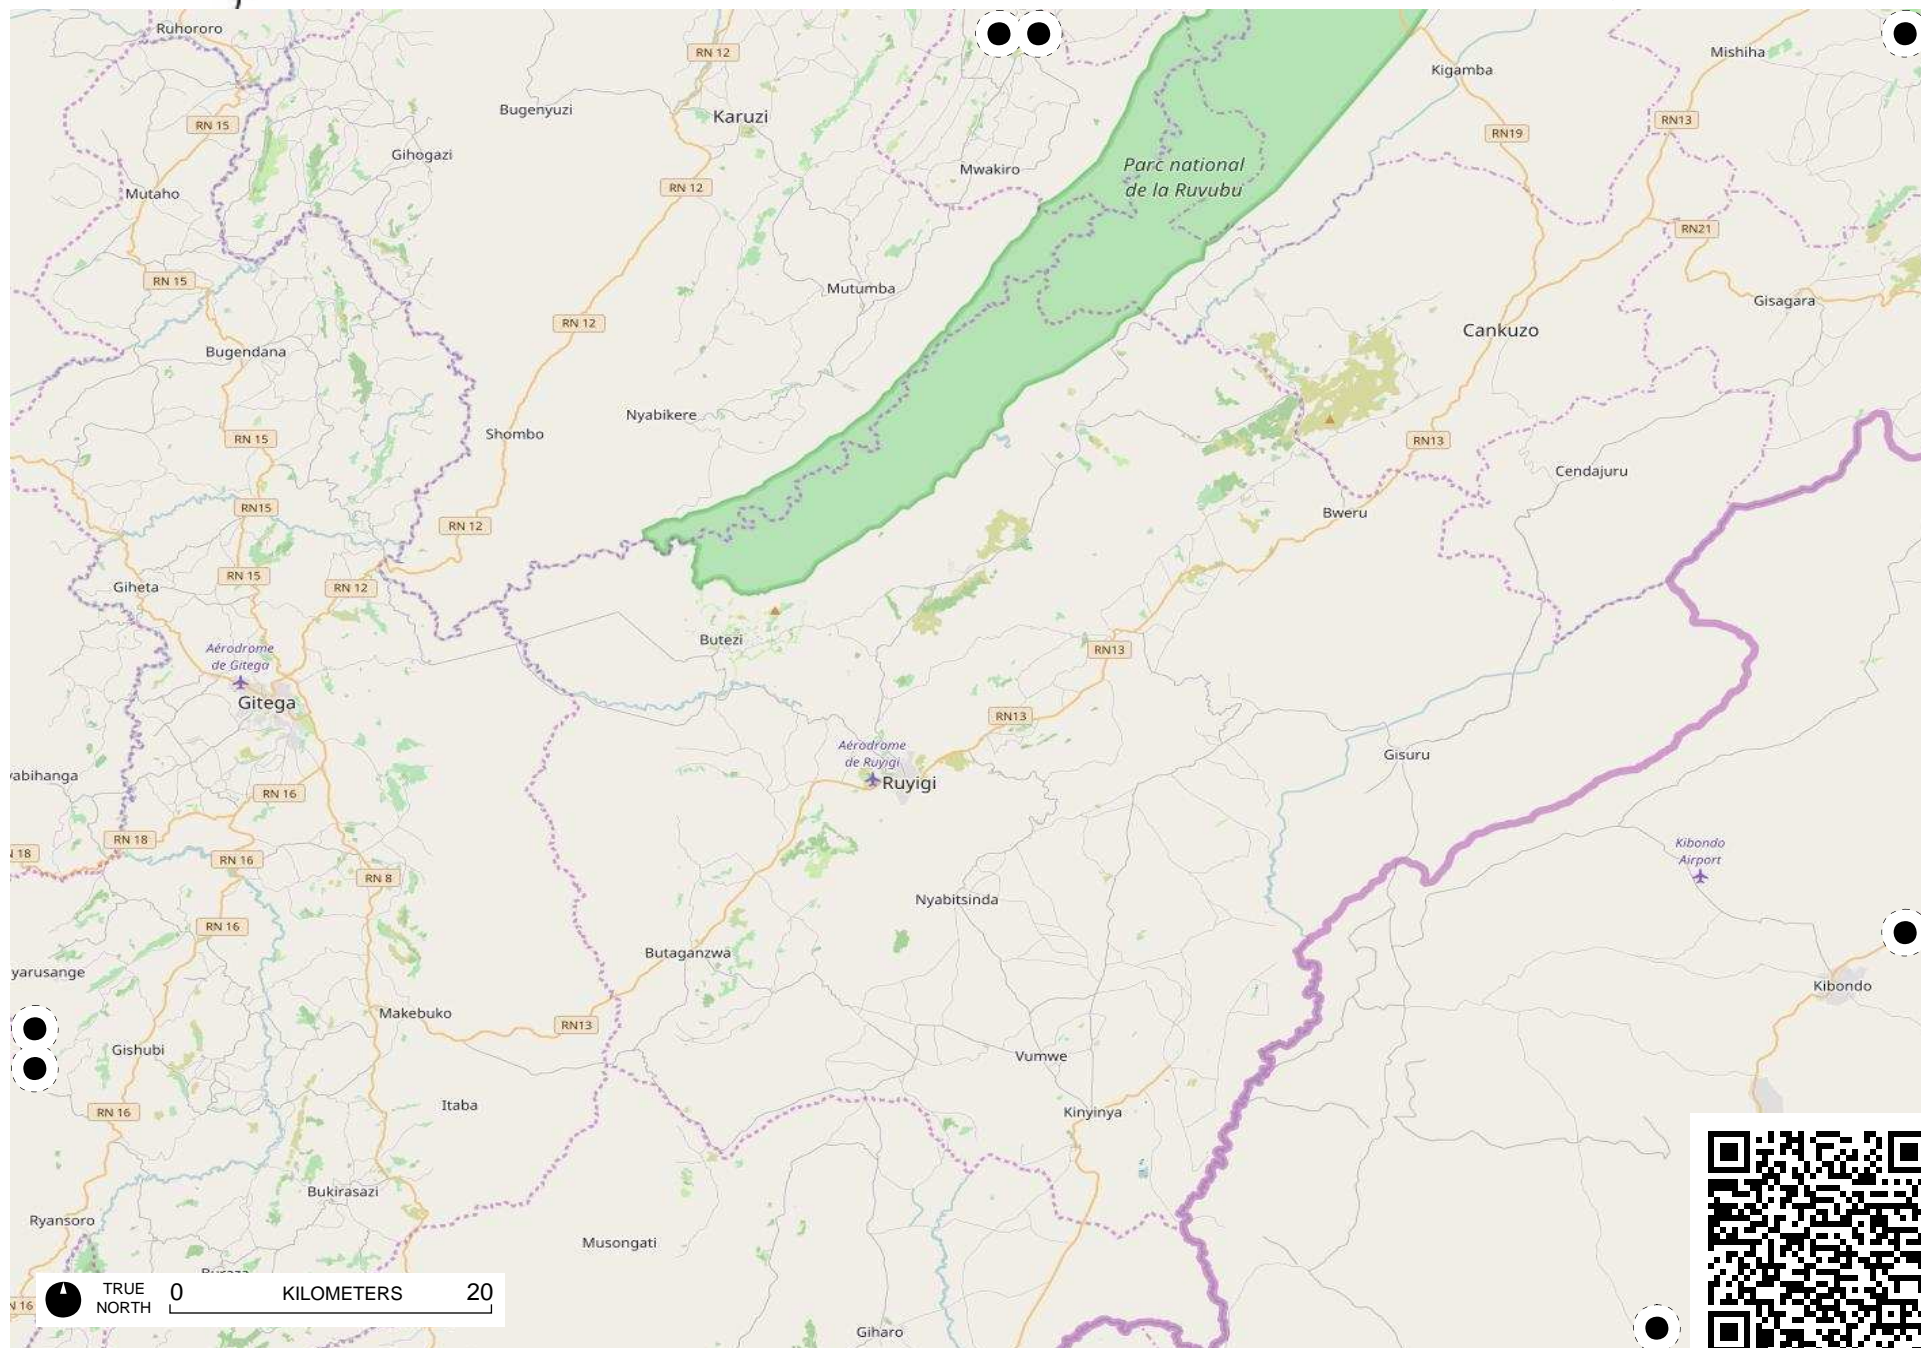 Ruhororo
RN 12
Mishiha
Kigamba
Bugenyuzi
Karuzi
RN 15
RN13
RN19
Gihogazi
Mwakiro
Parc national
de la Ruvubu
RN 12
Mutaho
RN21
RN 15
Mutumba
Gisagara
RN 12
Cankuzo
Bugendana
Nyabikere
Shombo
RN 15
RN13
Cendajuru
RN15
Bweru
RN 12
RN 15
Giheta
RN 12
Butezi
Aérodrome
de Gitega
RN13
Gitega
RN13
Aérodrome
de Ruyigi
Gisuru
Ruyigi
yabihanga
RN 16
RN 18
18
RN 16
Kibondo
Airport
RN 8
Nyabitsinda
RN 16
Butaganzwa
yarusange
Kibondo
Makebuko
RN13
Gishubi
Vumwe
Itaba
RN 16
Kinyinya
Bukirasazi
Ryansoro
Musongati
TRUE
NORTH
0 KILOMETERS 20
N 16
Giharo